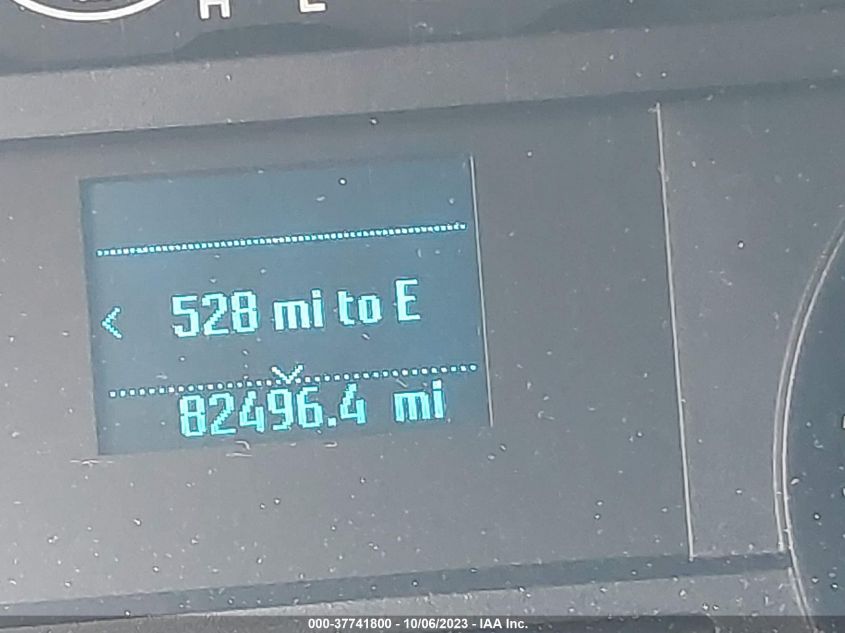 H E
< 528 mi to E
82496.4 mi
000-37741800 - 10/06/2023 - IAA Inc.